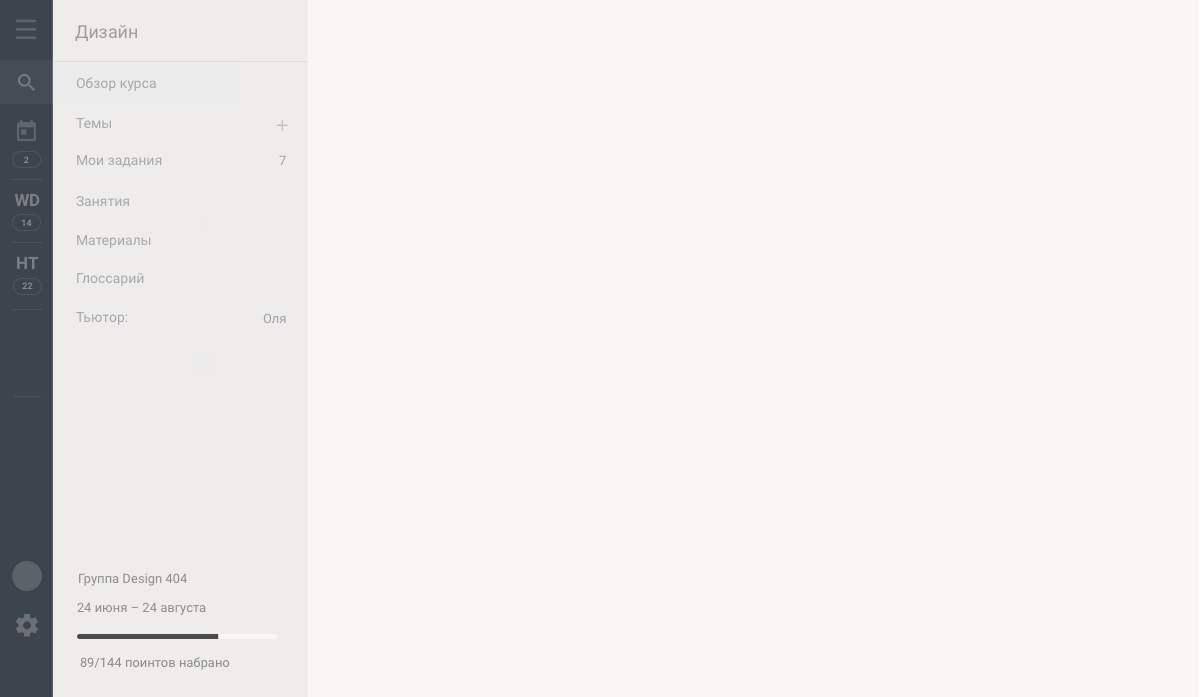 2
WD
14
HT
22
Дизайн
Обзор курса
Темы +
Мои задания 7
Занятия
Материалы
Глоссарий
Тьютор: Оля
Группа Design 404
24 июня – 24 августа
89/144 поинтов набрано